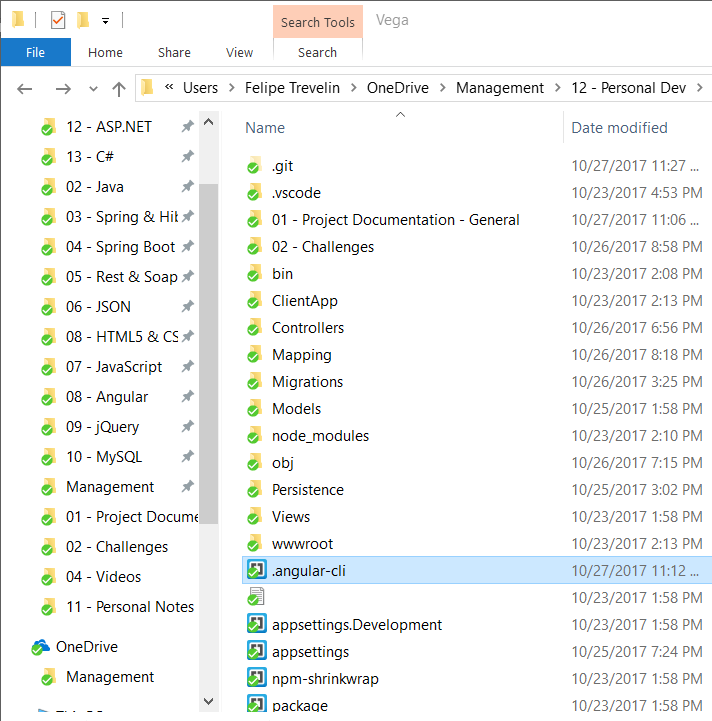 Search Tools
Vega
File
Home
Share
View
Search
« Users > Felipe Trevelin > OneDrive > Management > 12 - Personal Dev >
12 - ASP.NET
13 - C#
02 - Java
03 - Spring & Hib
04 - Spring Boot
05 - Rest & Soap
06 - JSON
08 - HTML5 & CS
07 - JavaScript
08 - Angular
09 - jQuery
10 - MySQL
Management
01 - Project Docume
02 - Challenges
04 - Videos
11 - Personal Notes
OneDrive
Management
Name Date modified
.git 10/27/2017 11:27 ...
.vscode 10/23/2017 4:53 PM
01 - Project Documentation - General 10/27/2017 11:06 ...
02 - Challenges 10/26/2017 8:58 PM
bin 10/23/2017 2:08 PM
ClientApp 10/23/2017 2:13 PM
Controllers 10/26/2017 6:56 PM
Mapping 10/26/2017 8:18 PM
Migrations 10/26/2017 3:25 PM
Models 10/25/2017 1:58 PM
node_modules 10/23/2017 2:10 PM
obj 10/26/2017 7:15 PM
Persistence 10/25/2017 3:02 PM
Views 10/23/2017 1:58 PM
wwwroot 10/23/2017 2:13 PM
.angular-cli 10/27/2017 11:12 ...
10/23/2017 1:58 PM
appsettings.Development 10/23/2017 1:58 PM
appsettings 10/25/2017 7:24 PM
npm-shrinkwrap 10/23/2017 1:58 PM
package 10/23/2017 1:58 PM